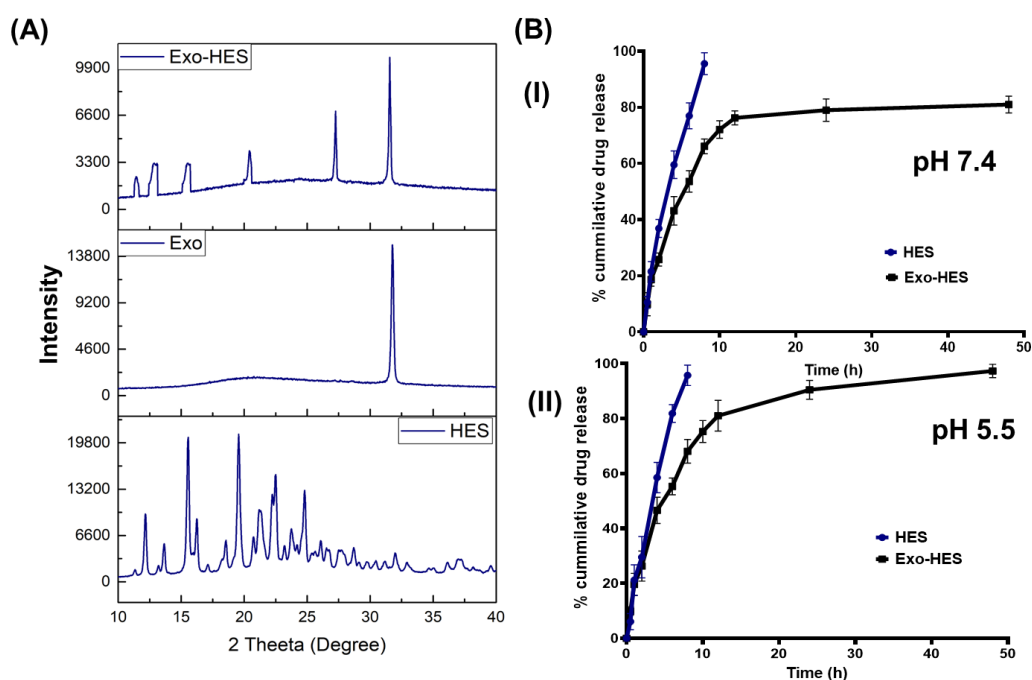 (A)
Exo-HES
9900
6600
3300
0
Exo
13800
9200
4600
0
HES
19800
13200
6600
0
10 15 20 25 30 35 40
Intensity
2 Theeta (Degree)
(B)
(I)
100
80
60
40
20
0
% cummilative drug release
pH 7.4
HES
Exo-HES
0 10 20 30 40 50
Time (h)
(II)
100
80
60
40
20
0
% cummilative drug release
pH 5.5
HES
Exo-HES
0 10 20 30 40 50
Time (h)